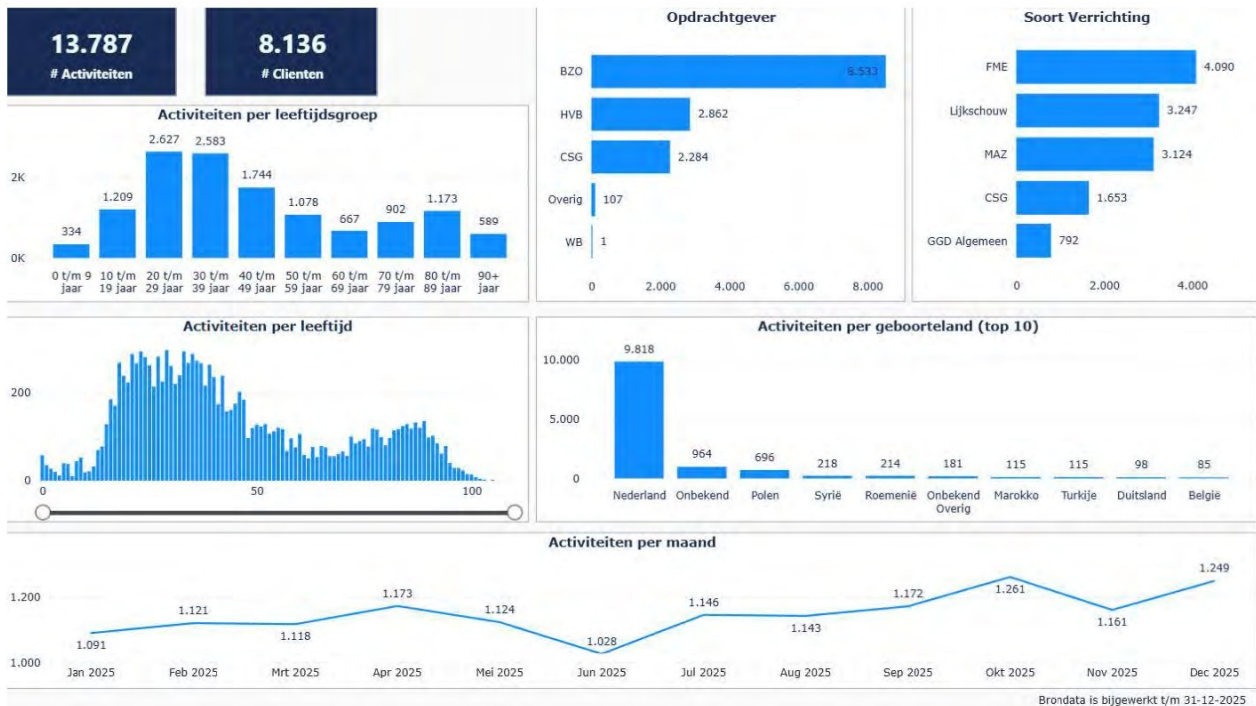 13.787
# Activiteiten
8.136
# Clienten
Opdrachtgever
BZO
8.533
HVB
2.862
CSG
2.284
Overig
107
WB
1
0
2.000
4.000
6.000
8.000
Soort Verrichting
FME
4.090
Lijkschouw
3.247
MAZ
3.124
CSG
1.653
GGD Algemeen
792
0
2.000
4.000
Activiteiten per leeftijdsgroep
2K
0K
334
1.209
2.627
2.583
1.744
1.078
667
902
1.173
589
0 t/m 9
jaar
10 t/m
19 jaar
20 t/m
29 jaar
30 t/m
39 jaar
40 t/m
49 jaar
50 t/m
59 jaar
60 t/m
69 jaar
70 t/m
79 jaar
80 t/m
89 jaar
90+
jaar
Activiteiten per leeftijd
200
0
0
50
100
Activiteiten per geboorteland (top 10)
10.000
5.000
0
9.818
964
696
218
214
181
115
115
98
85
Nederland
Onbekend
Polen
Syrië
Roemenië
Onbekend
Overig
Marokko
Turkije
Duitsland
België
Activiteiten per maand
1.200
1.000
1.091
1.121
1.118
1.173
1.124
1.028
1.146
1.143
1.172
1.261
1.161
1.249
Jan 2025
Feb 2025
Mrt 2025
Apr 2025
Mei 2025
Jun 2025
Jul 2025
Aug 2025
Sep 2025
Okt 2025
Nov 2025
Dec 2025
Brondata is bijgewerkt t/m 31-12-2025